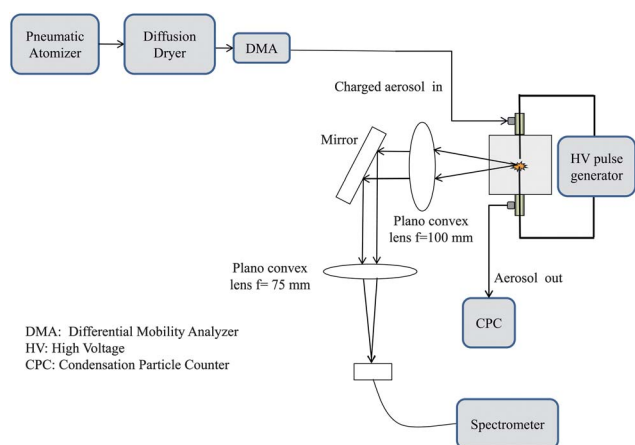 Pneumatic
Atomizer
Diffusion
Dryer
DMA
Charged aerosol in
Mirror
HV pulse
generator
Plano convex
lens f=100 mm
Plano convex
lens f= 75 mm
Aerosol out
CPC
DMA:  Differential Mobility Analyzer
HV: High Voltage
CPC: Condensation Particle Counter
Spectrometer